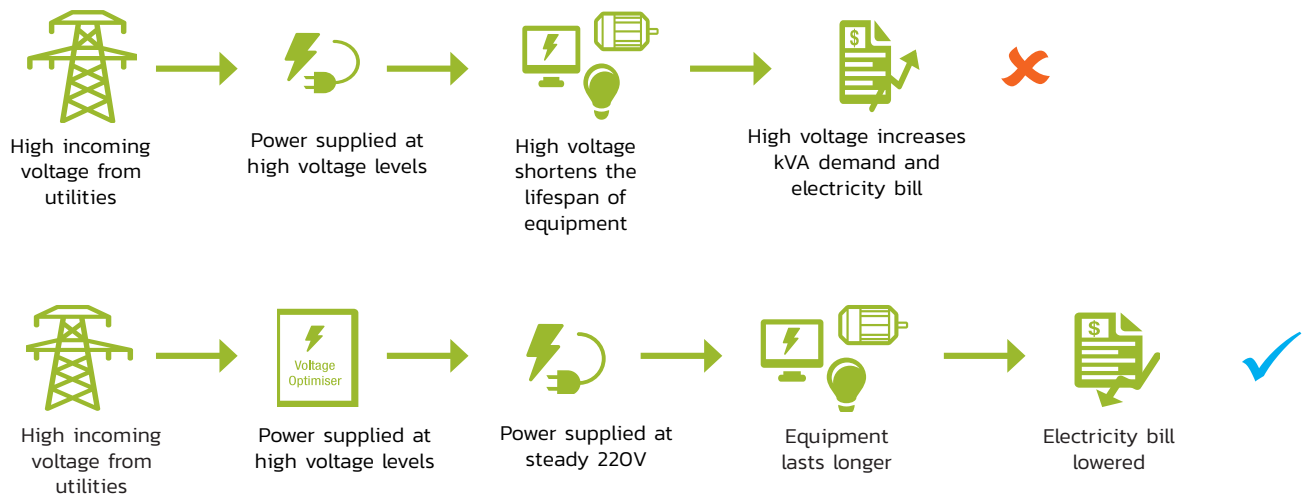 $
High incoming
voltage from
utilities
Power supplied at
high voltage levels
High voltage
shortens the
lifespan of
equipment
High voltage increases
kVA demand and
electricity bill
Voltage
Optimiser
$
High incoming
voltage from
utilities
Power supplied at
high voltage levels
Power supplied at
steady 220V
Equipment
lasts longer
Electricity bill
lowered